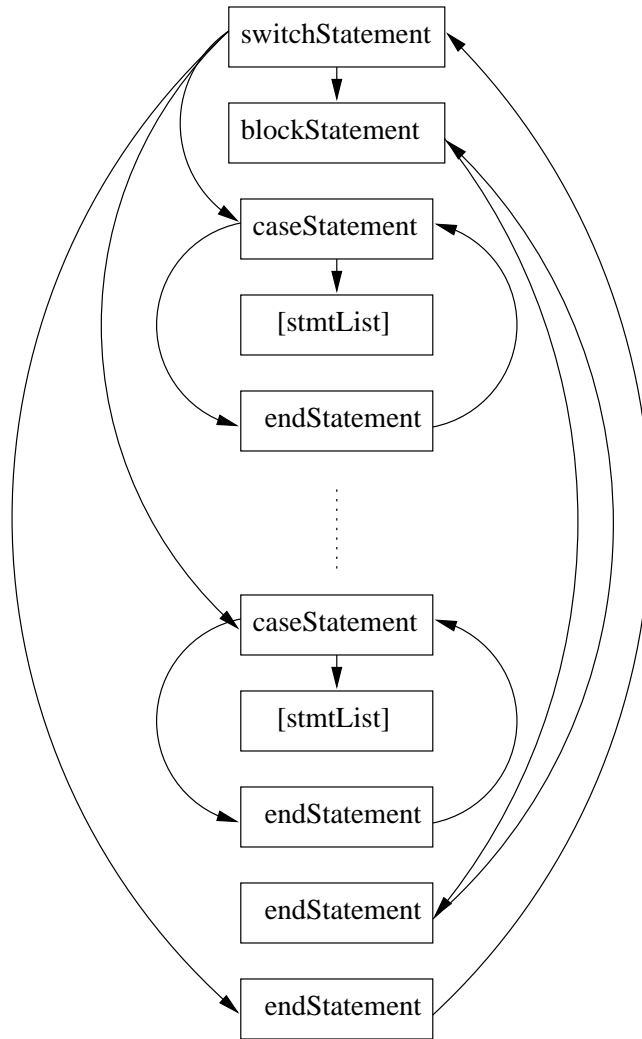 switchStatement
blockStatement
caseStatement
[stmtList]
endStatement
caseStatement
[stmtList]
endStatement
endStatement
endStatement